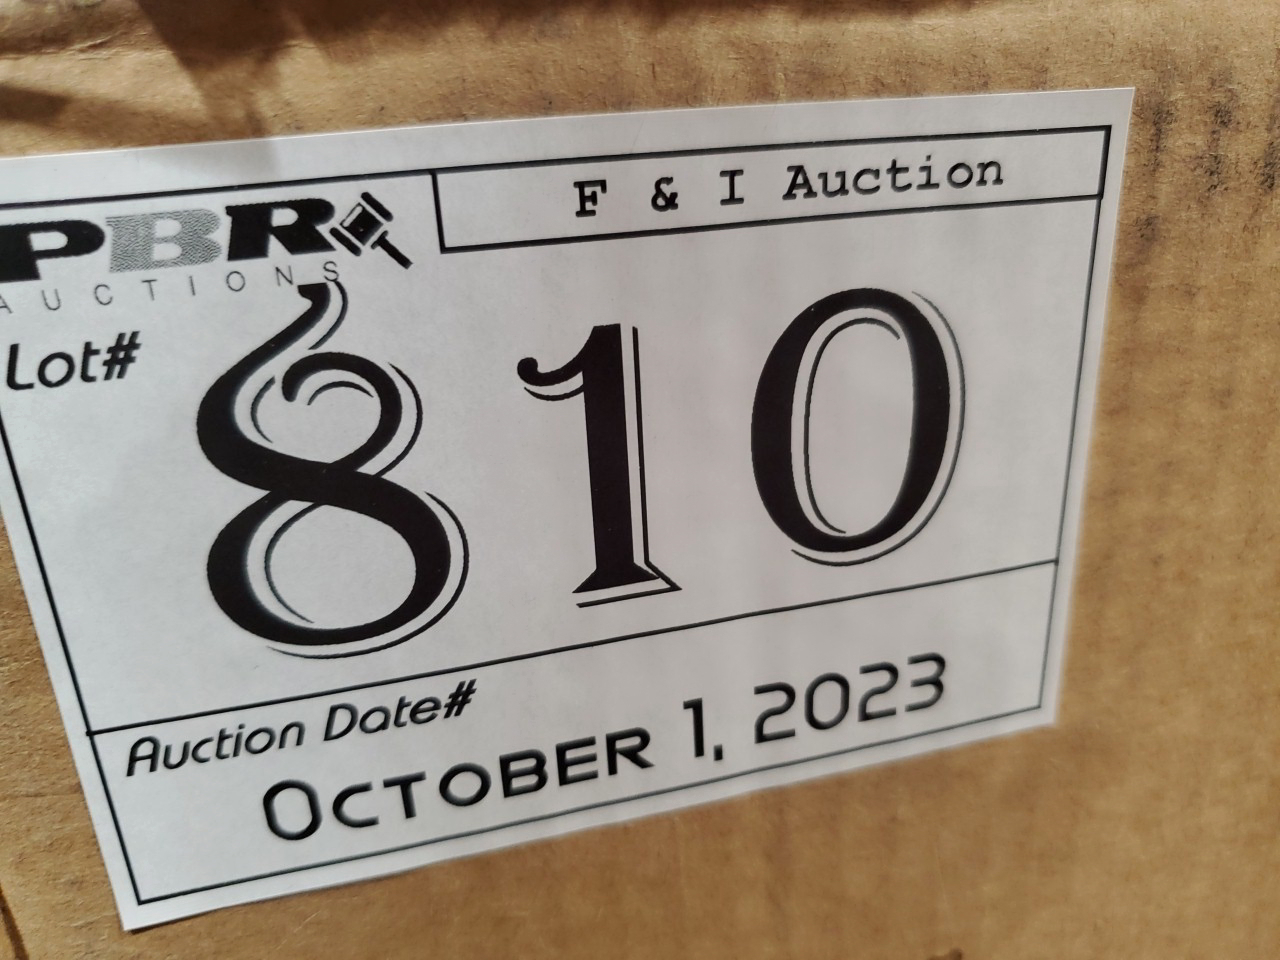 PBR
AUCTIONS
F & I Auction
Lot#
810
Auction Date#
OCTOBER 1, 2023